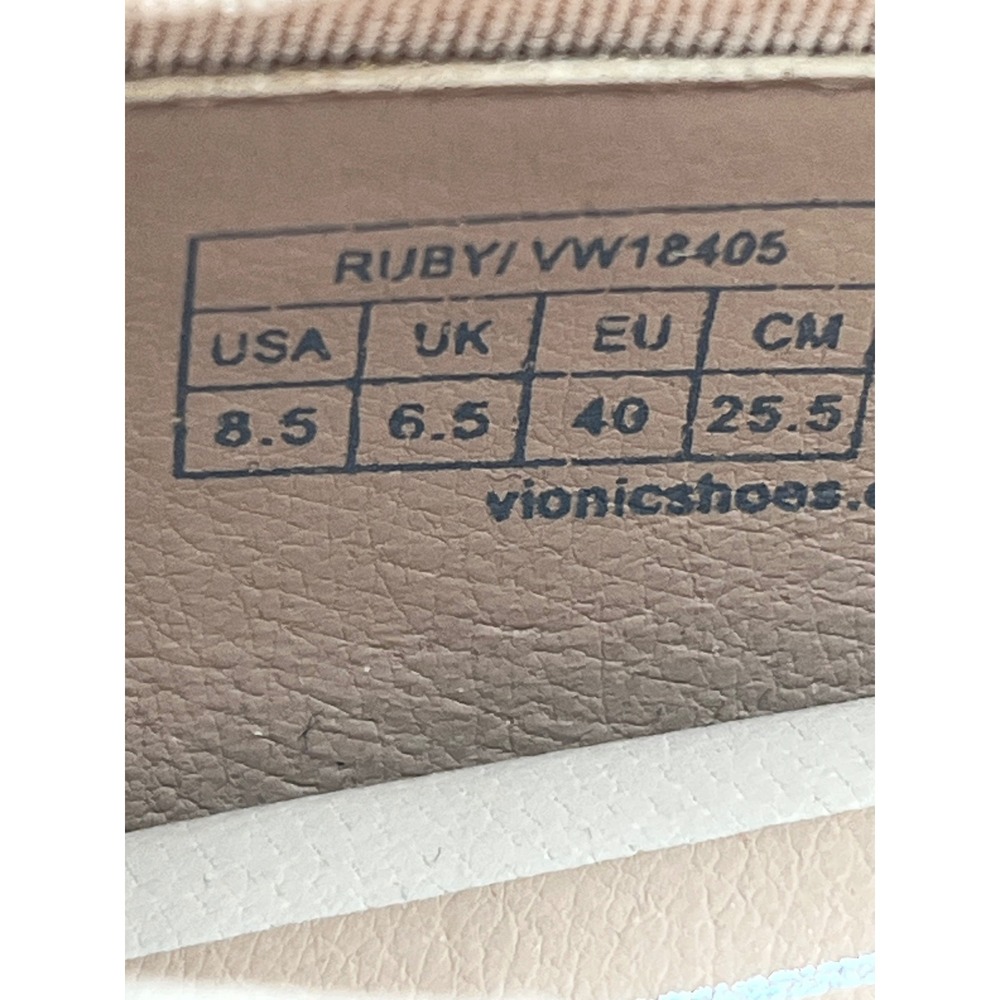 RUBY/ VW18405
USA UK EU CM
8.5 6.5 40 25.5
vionicshoes.